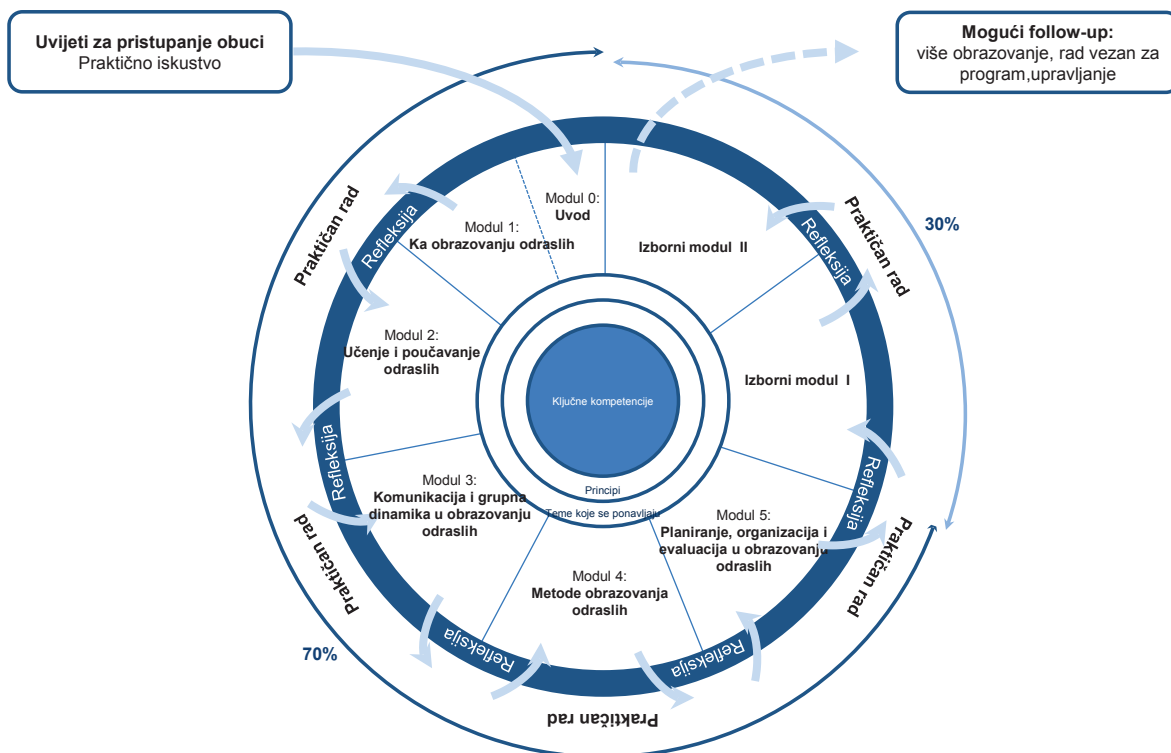 Uvijeti za pristupanje obuci
Praktično iskustvo
Mogući follow-up:
više obrazovanje, rad vezan za
program,upravljanje
Modul 0:
Uvod
Modul 1:
Ka obrazovanju odraslih
Izborni modul II
Praktičan rad
Refleksija
Refleksija
Praktičan rad
30%
Modul 2:
Učenje i poučavanje
odraslih
Izborni modul I
Ključne kompetencije
Refleksija
Refleksija
Principi
Teme koje se ponavljaju
Modul 3:
Komunikacija i grupna
dinamika u obrazovanju
odraslih
Modul 5:
Planiranje, organizacija i
evaluacija u obrazovanju
odraslih
Modul 4:
Metode obrazovanja
odraslih
Praktičan rad
Praktičan rad
70%
Refleksija
Refleksija
Praktičan rad